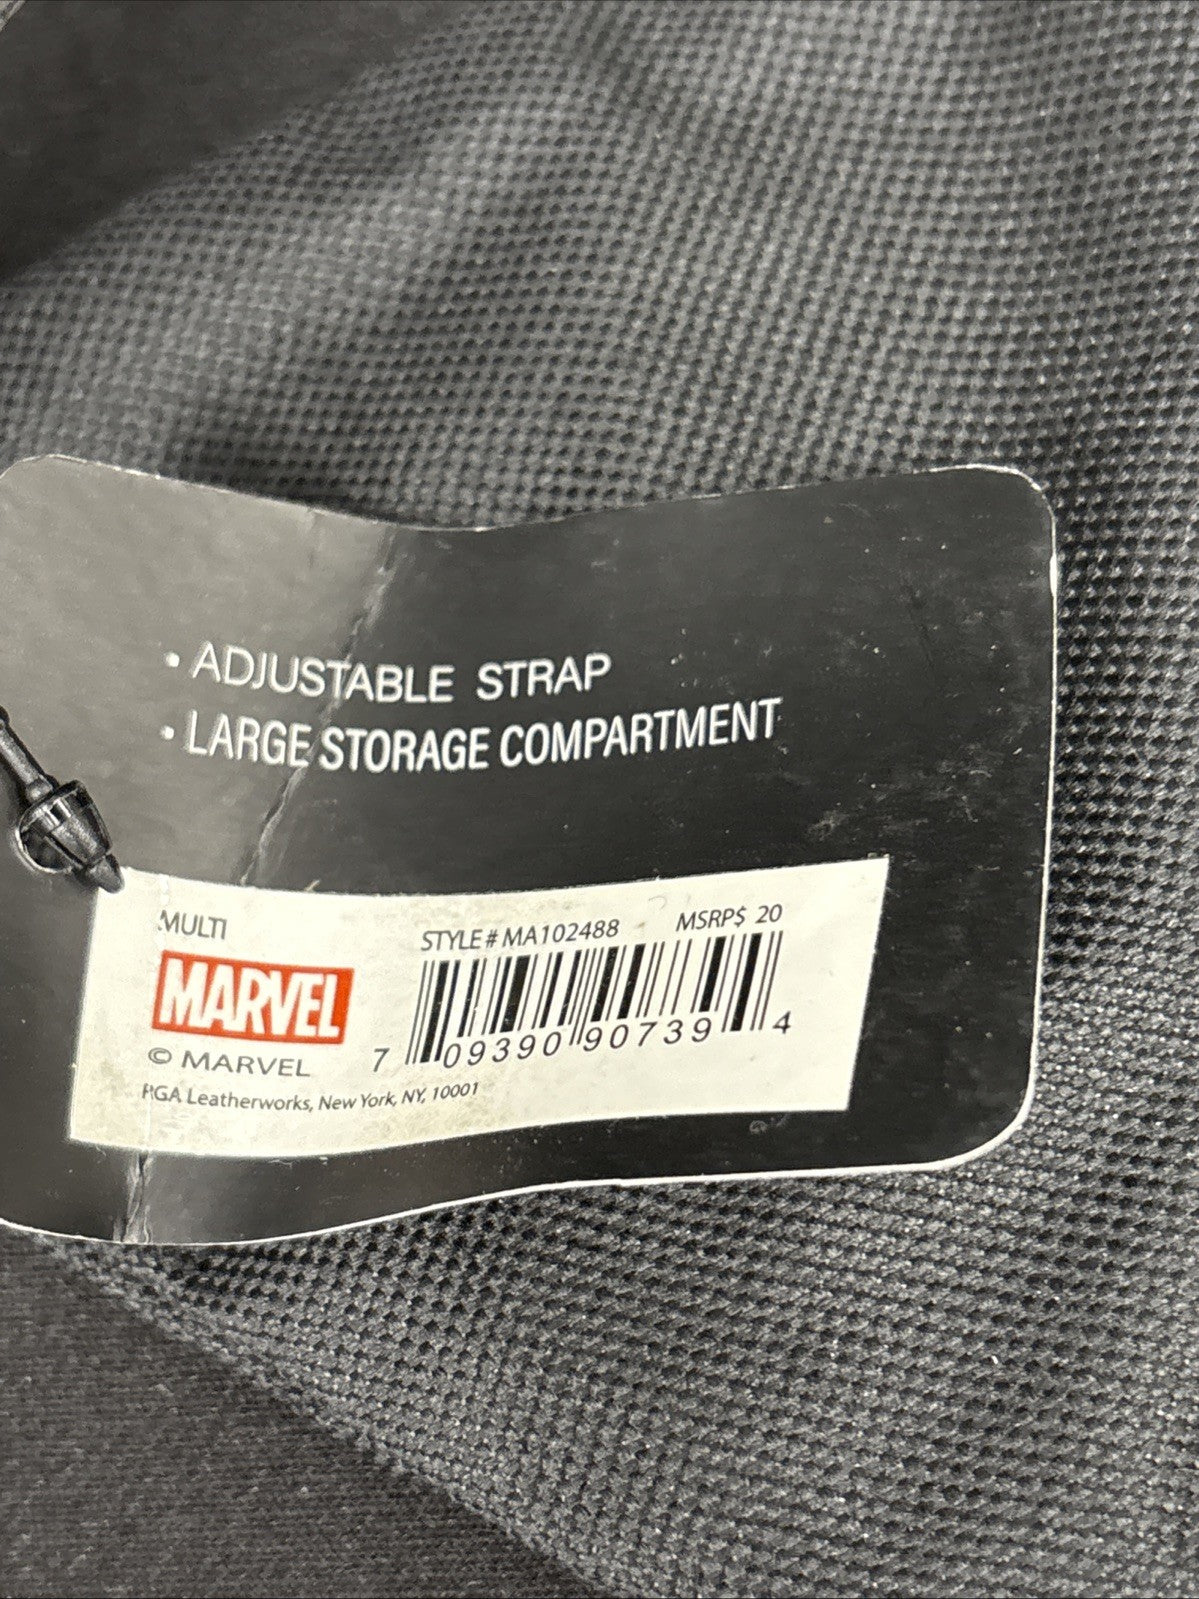 • ADJUSTABLE STRAP
• LARGE STORAGE COMPARTMENT
MULTI
STYLE# MA102488 MSRP$ 20
MARVEL
7 09390 90739 4
© MARVEL
PGA Leatherworks, New York, NY, 10001